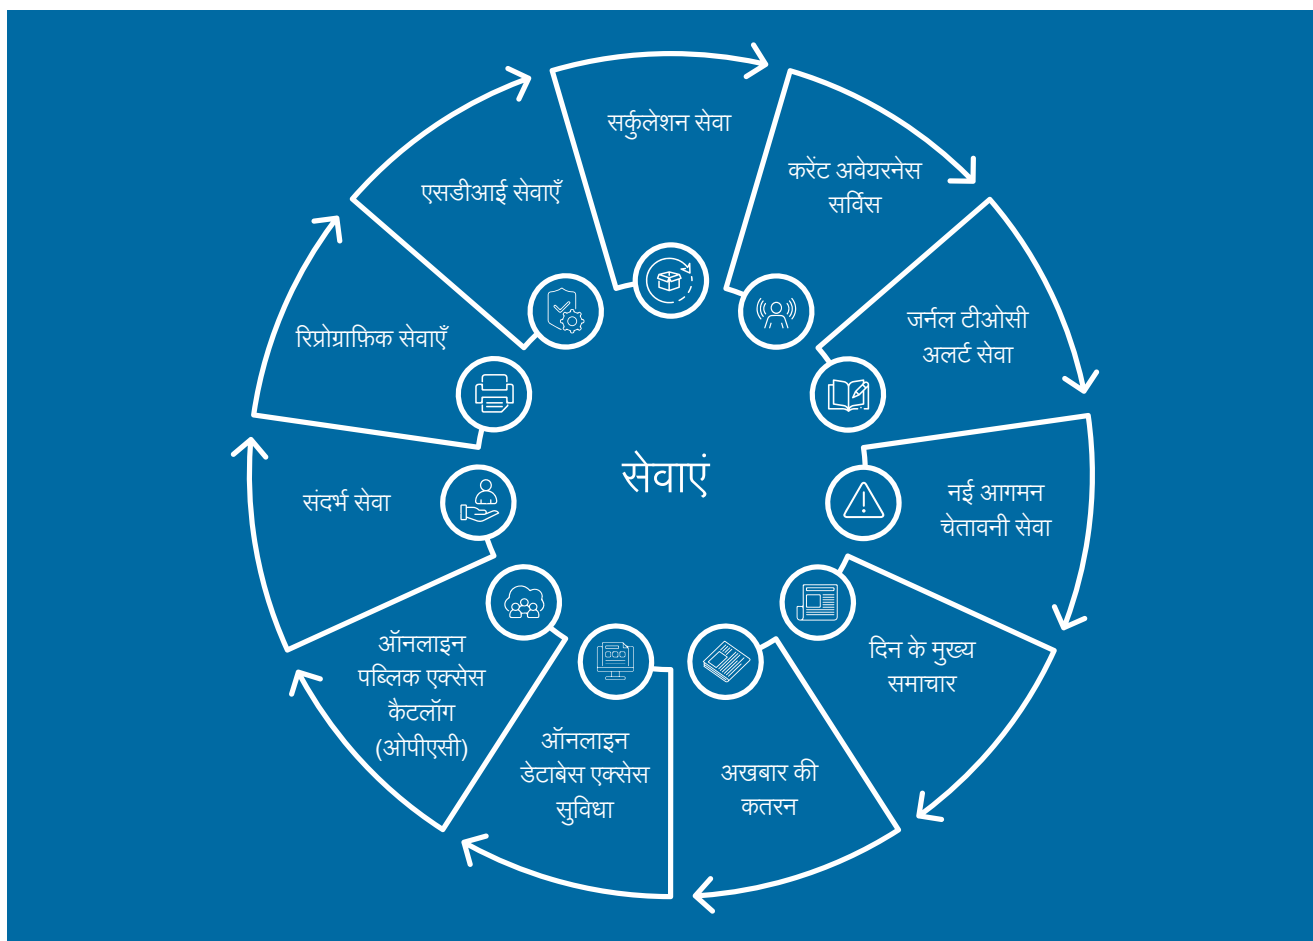 सर्कुलेशन सेवा
करेंट अवेयरनेस
सर्विस
जर्नल टीओसी
अलर्ट सेवा
नई आगमन
चेतावनी सेवा
दिन के मुख्य
समाचार
अखबार की
कतरन
ऑनलाइन
डेटाबेस एक्सेस
सुविधा
ऑनलाइन
पब्लिक एक्सेस
कैटलॉग
(ओपीएसी)
संदर्भ सेवा
रिप्रोग्राफ़िक सेवाएँ
एसडीआई सेवाएँ
सेवाएं